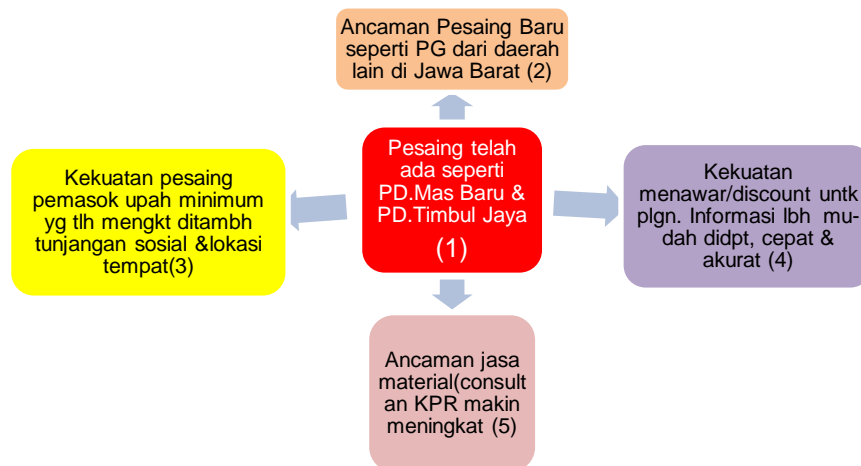 Ancaman Pesaing Baru
seperti PG dari daerah
lain di Jawa Barat (2)
Kekuatan pesaing
pemasok upah minimum
yg tlh mengkt ditambh
tunjangan sosial &lokasi
tempat(3)
Pesaing telah
ada seperti
PD.Mas Baru &
PD.Timbul Jaya
(1)
Kekuatan
menawar/discount untk
plgn. Informasi lbh mu-
dah didpt, cepat &
akurat (4)
Ancaman jasa
material(consult
an KPR makin
meningkat (5)